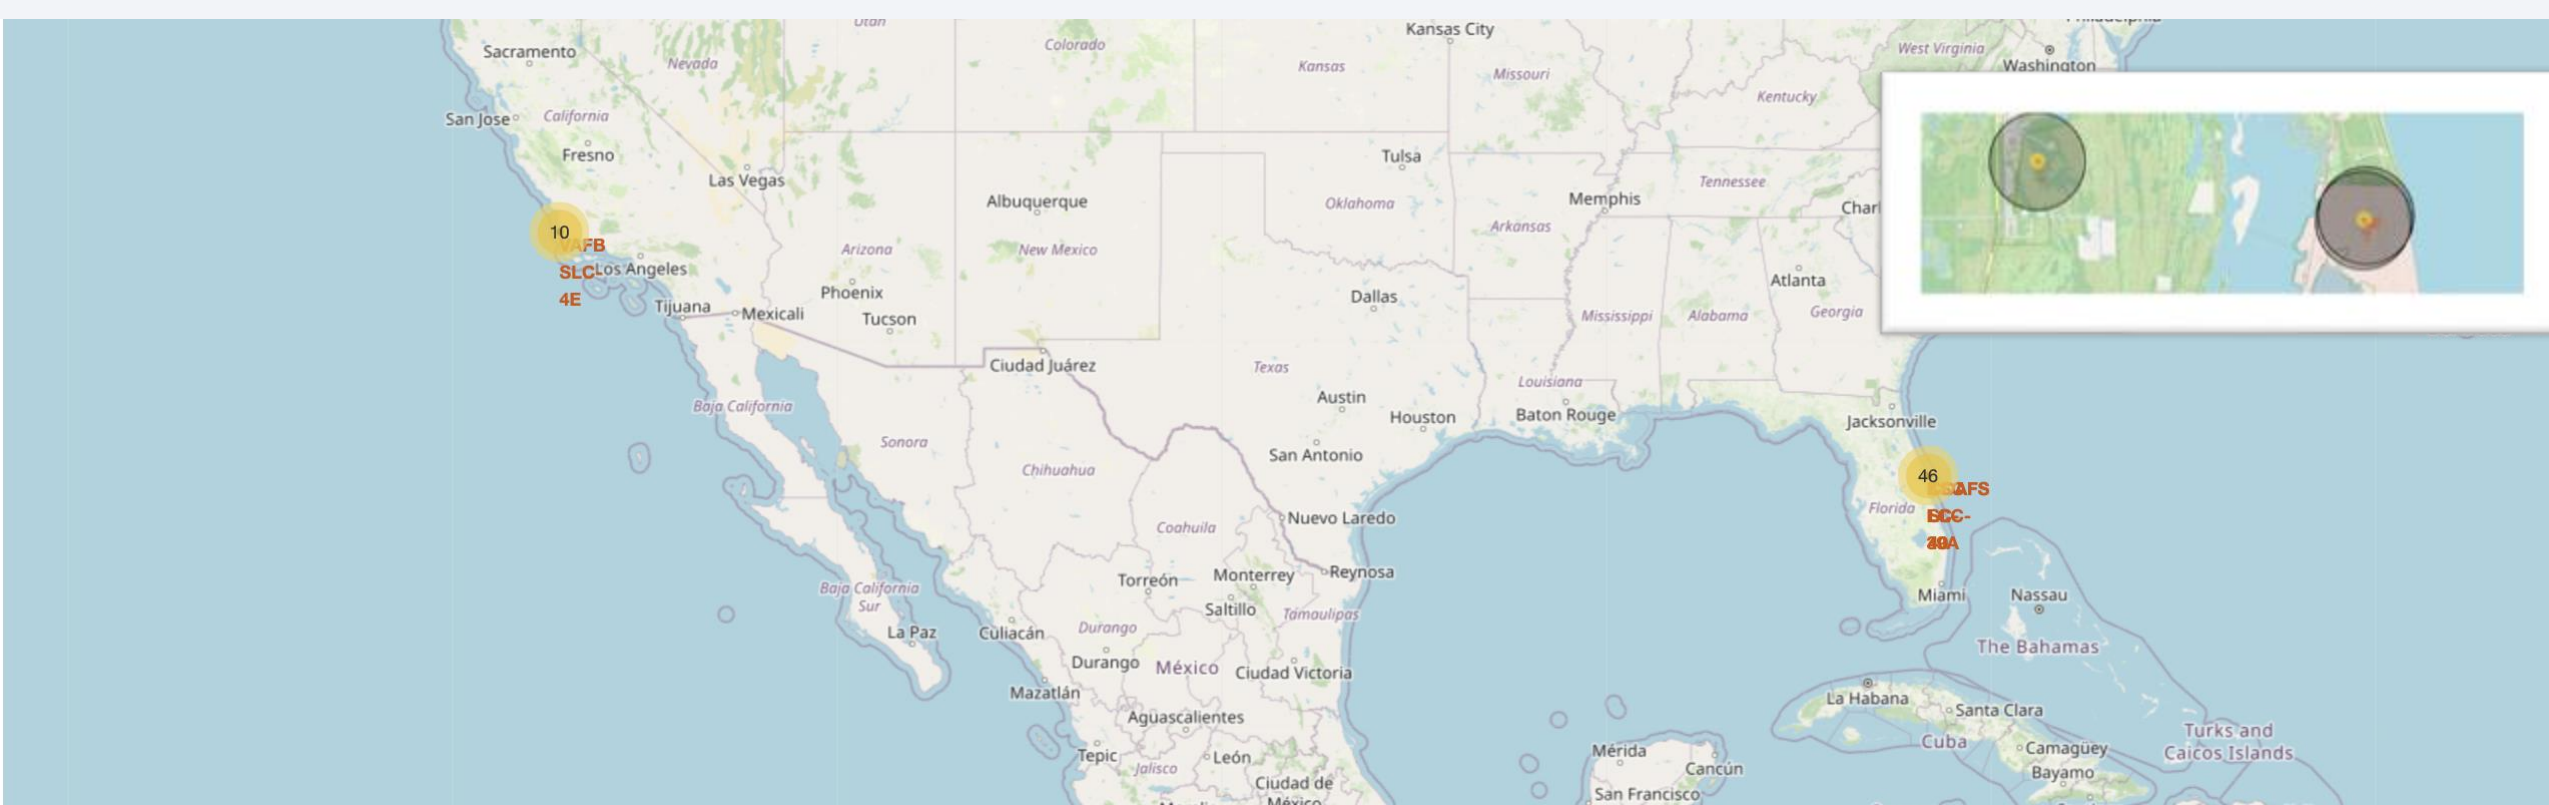 Utah
Colorado
Kansas City
Philadelphia
Sacramento
Nevada
Kansas
Missouri
West Virginia
Washington
San Jose
California
Kentucky
Fresno
Las Vegas
Tulsa
Albuquerque
Oklahoma
Memphis
Tennessee
Charl
Arkansas
10
VAFB
SLC-
4E
Los Angeles
Arizona
New Mexico
Atlanta
Tijuana
Mexicali
Phoenix
Tucson
Dallas
Mississippi
Alabama
Georgia
Ciudad Juárez
Texas
Louisiana
Baja California
Austin
Houston
Baton Rouge
Jacksonville
Sonora
Chihuahua
San Antonio
46
AFS
Florida
Coahuila
Nuevo Laredo
Torreón
Monterrey
Reynosa
Baja California
Sur
Saltillo
Tamaulipas
Miami
Nassau
La Paz
Culiacán
Durango
The Bahamas
Durango
México
Ciudad Victoria
Mazatlán
La Habana
Santa Clara
Aguascalientes
Turks and
Caicos Islands
Cuba
Camagüey
Tepic
León
Jalisco
Mérida
Cancún
Bayamo
Ciudad de
México
San Francisco